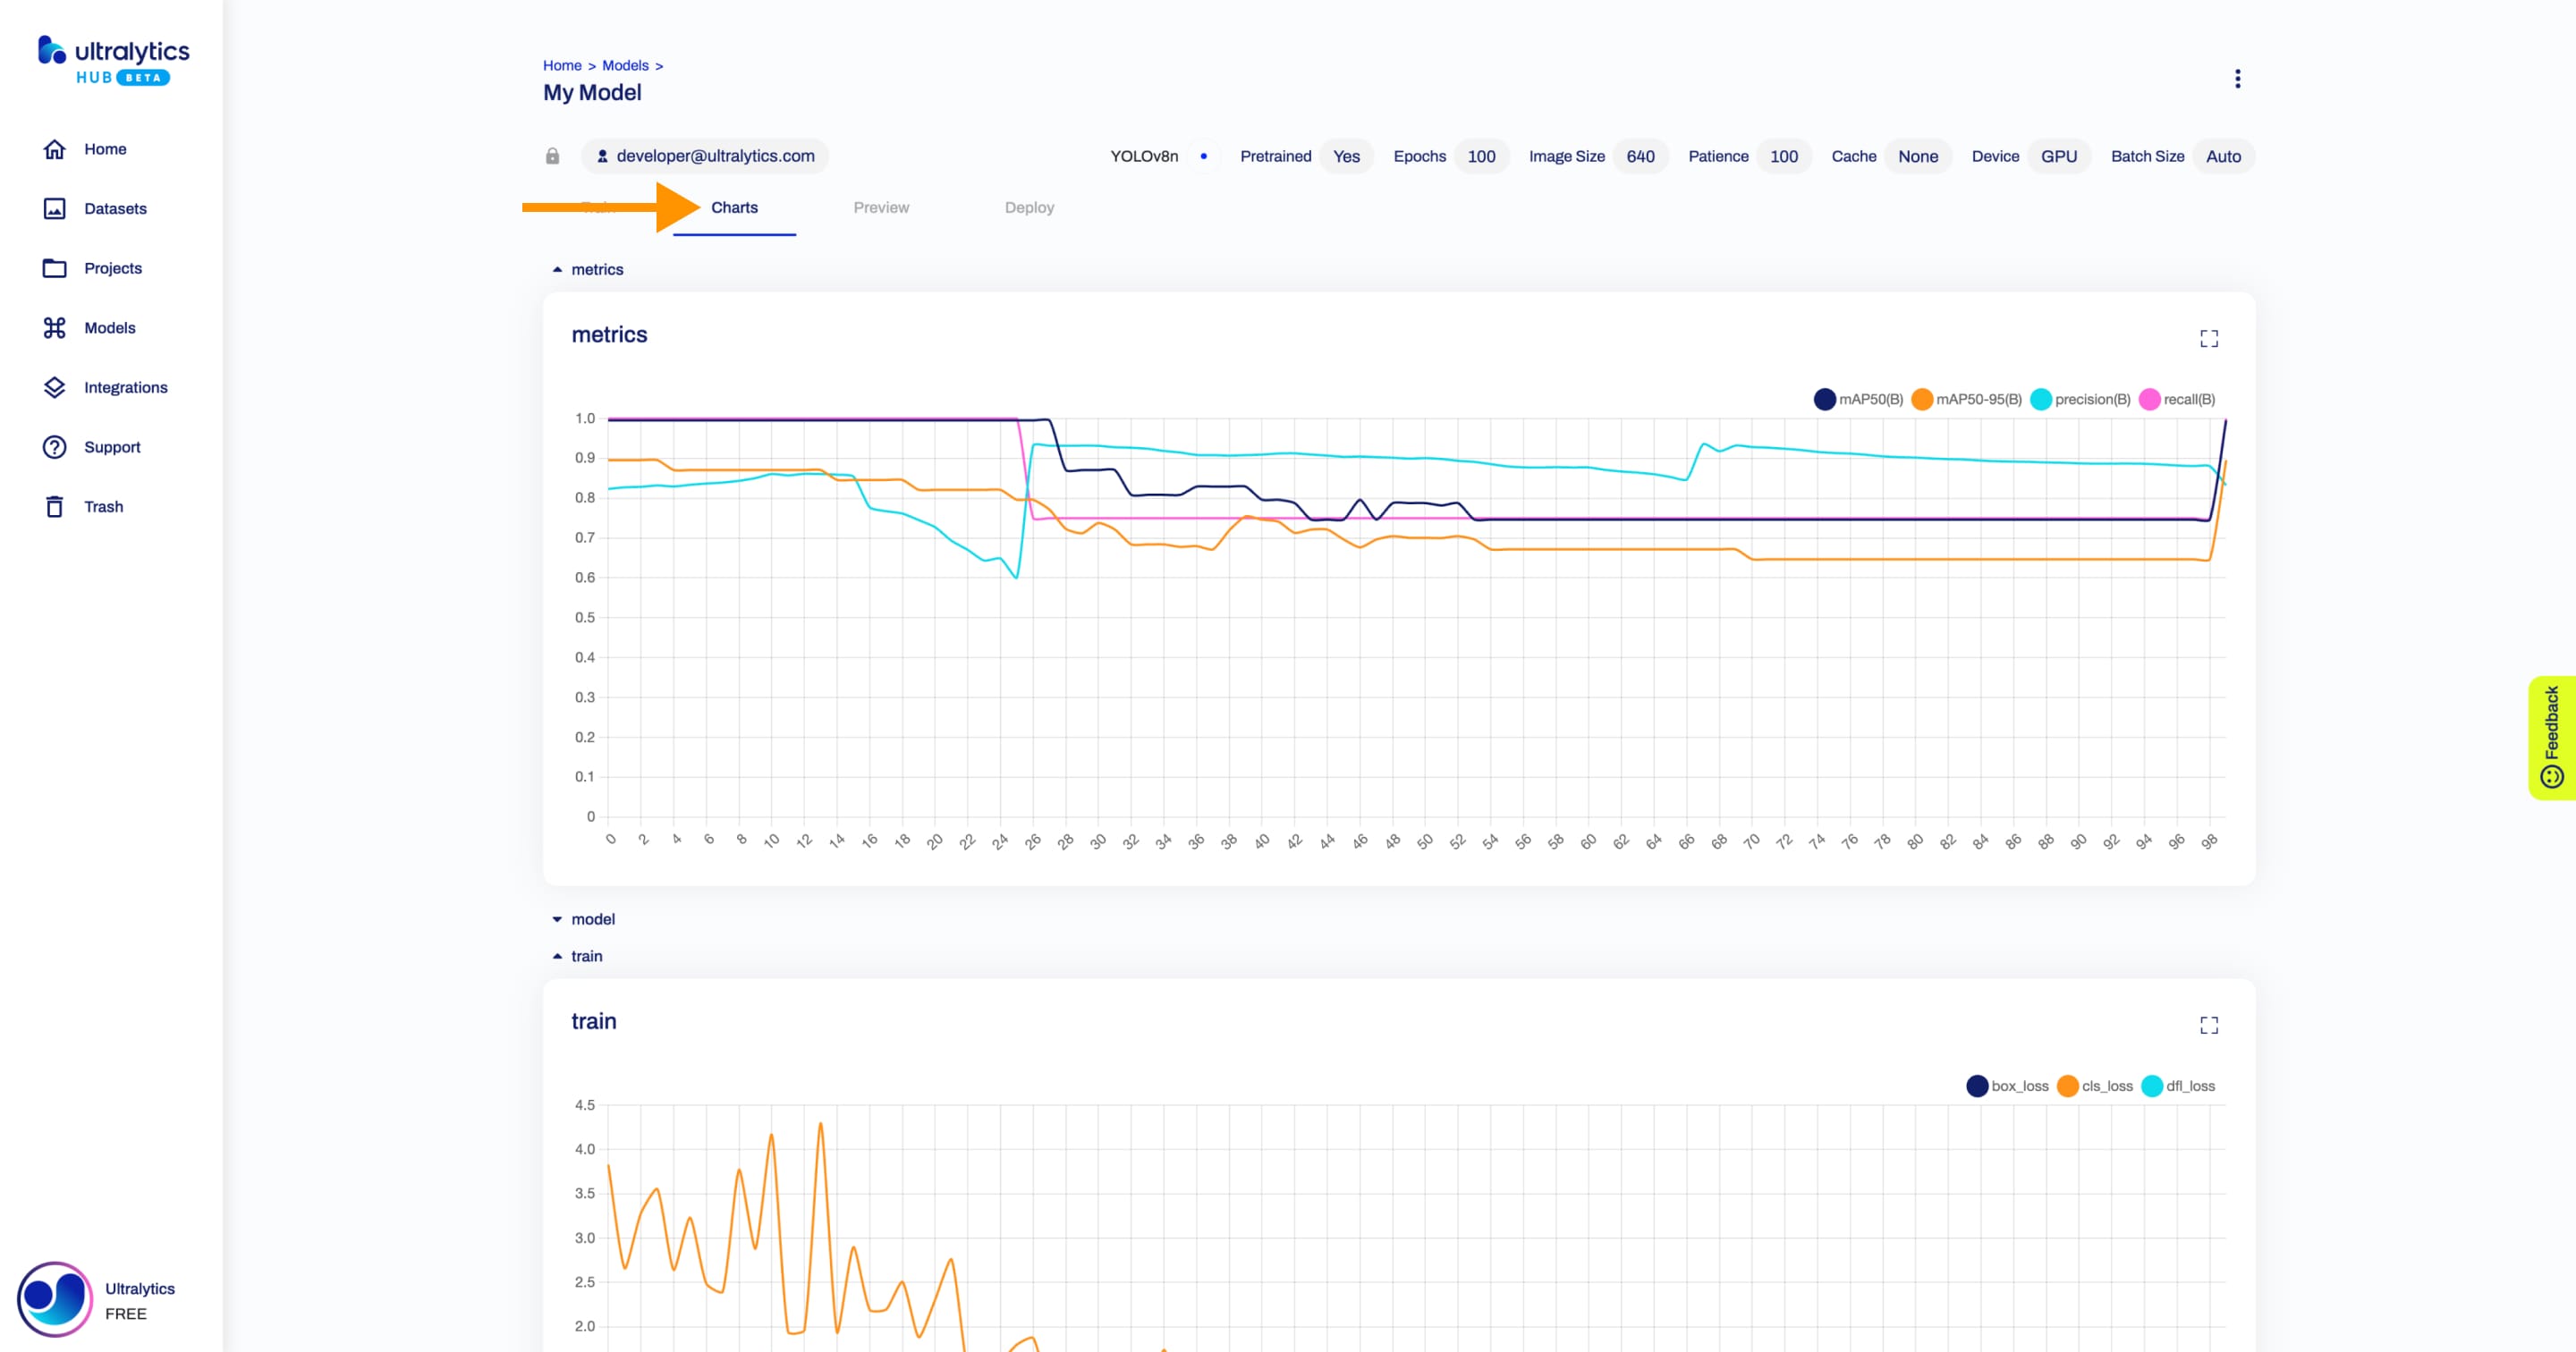 ultralytics
HUB BETA
Home
Datasets
Projects
Models
Integrations
Support
Trash
Ultralytics
FREE
Home > Models >
My Model
developer@ultralytics.com
YOLOv8n Pretrained Yes Epochs 100 Image Size 640 Patience 100 Cache None Device GPU Batch Size Auto
Charts Preview Deploy
metrics
metrics
mAP50(B) mAP50-95(B) precision(B) recall(B)
1.0
0.9
0.8
0.7
0.6
0.5
0.4
0.3
0.2
0.1
0
0 2 4 6 8 10 12 14 16 18 20 22 24 26 28 30 32 34 36 38 40 42 44 46 48 50 52 54 56 58 60 62 64 66 68 70 72 74 76 78 80 82 84 86 88 90 92 94 96 98
model
train
train
box_loss cls_loss dfl_loss
4.5
4.0
3.5
3.0
2.5
2.0
Feedback